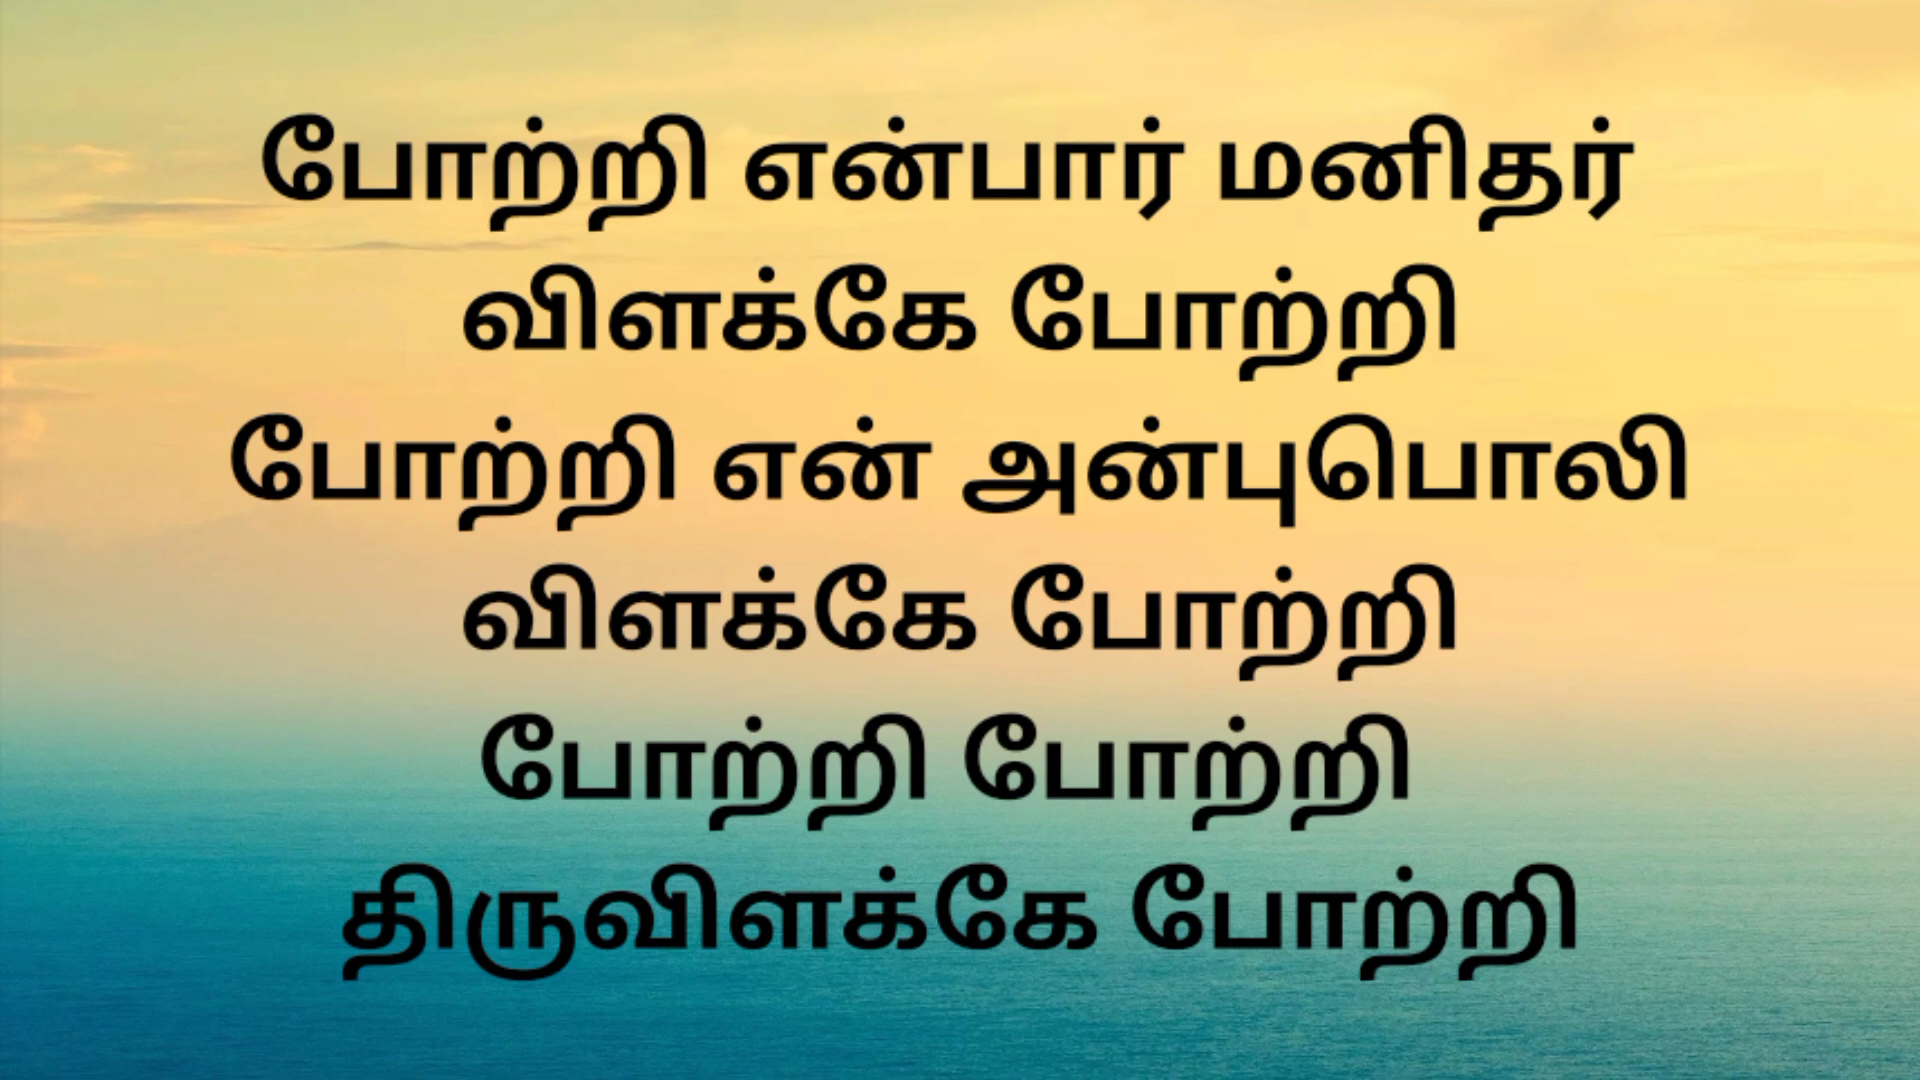 போற்றி என்பார் மனிதர்
விளக்கே போற்றி
போற்றி என் அன்புபொலி
விளக்கே போற்றி
போற்றி போற்றி
திருவிளக்கே போற்றி